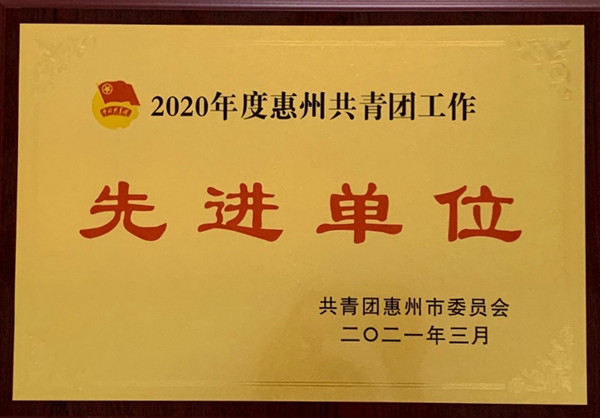 2020年度惠州共青团工作
先进单位
共青团惠州市委员会
二〇二一年三月